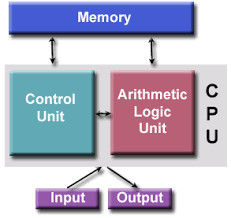 Memory
Control
Unit
Arithmetic
Logic
Unit
C
P
U
Input
Output